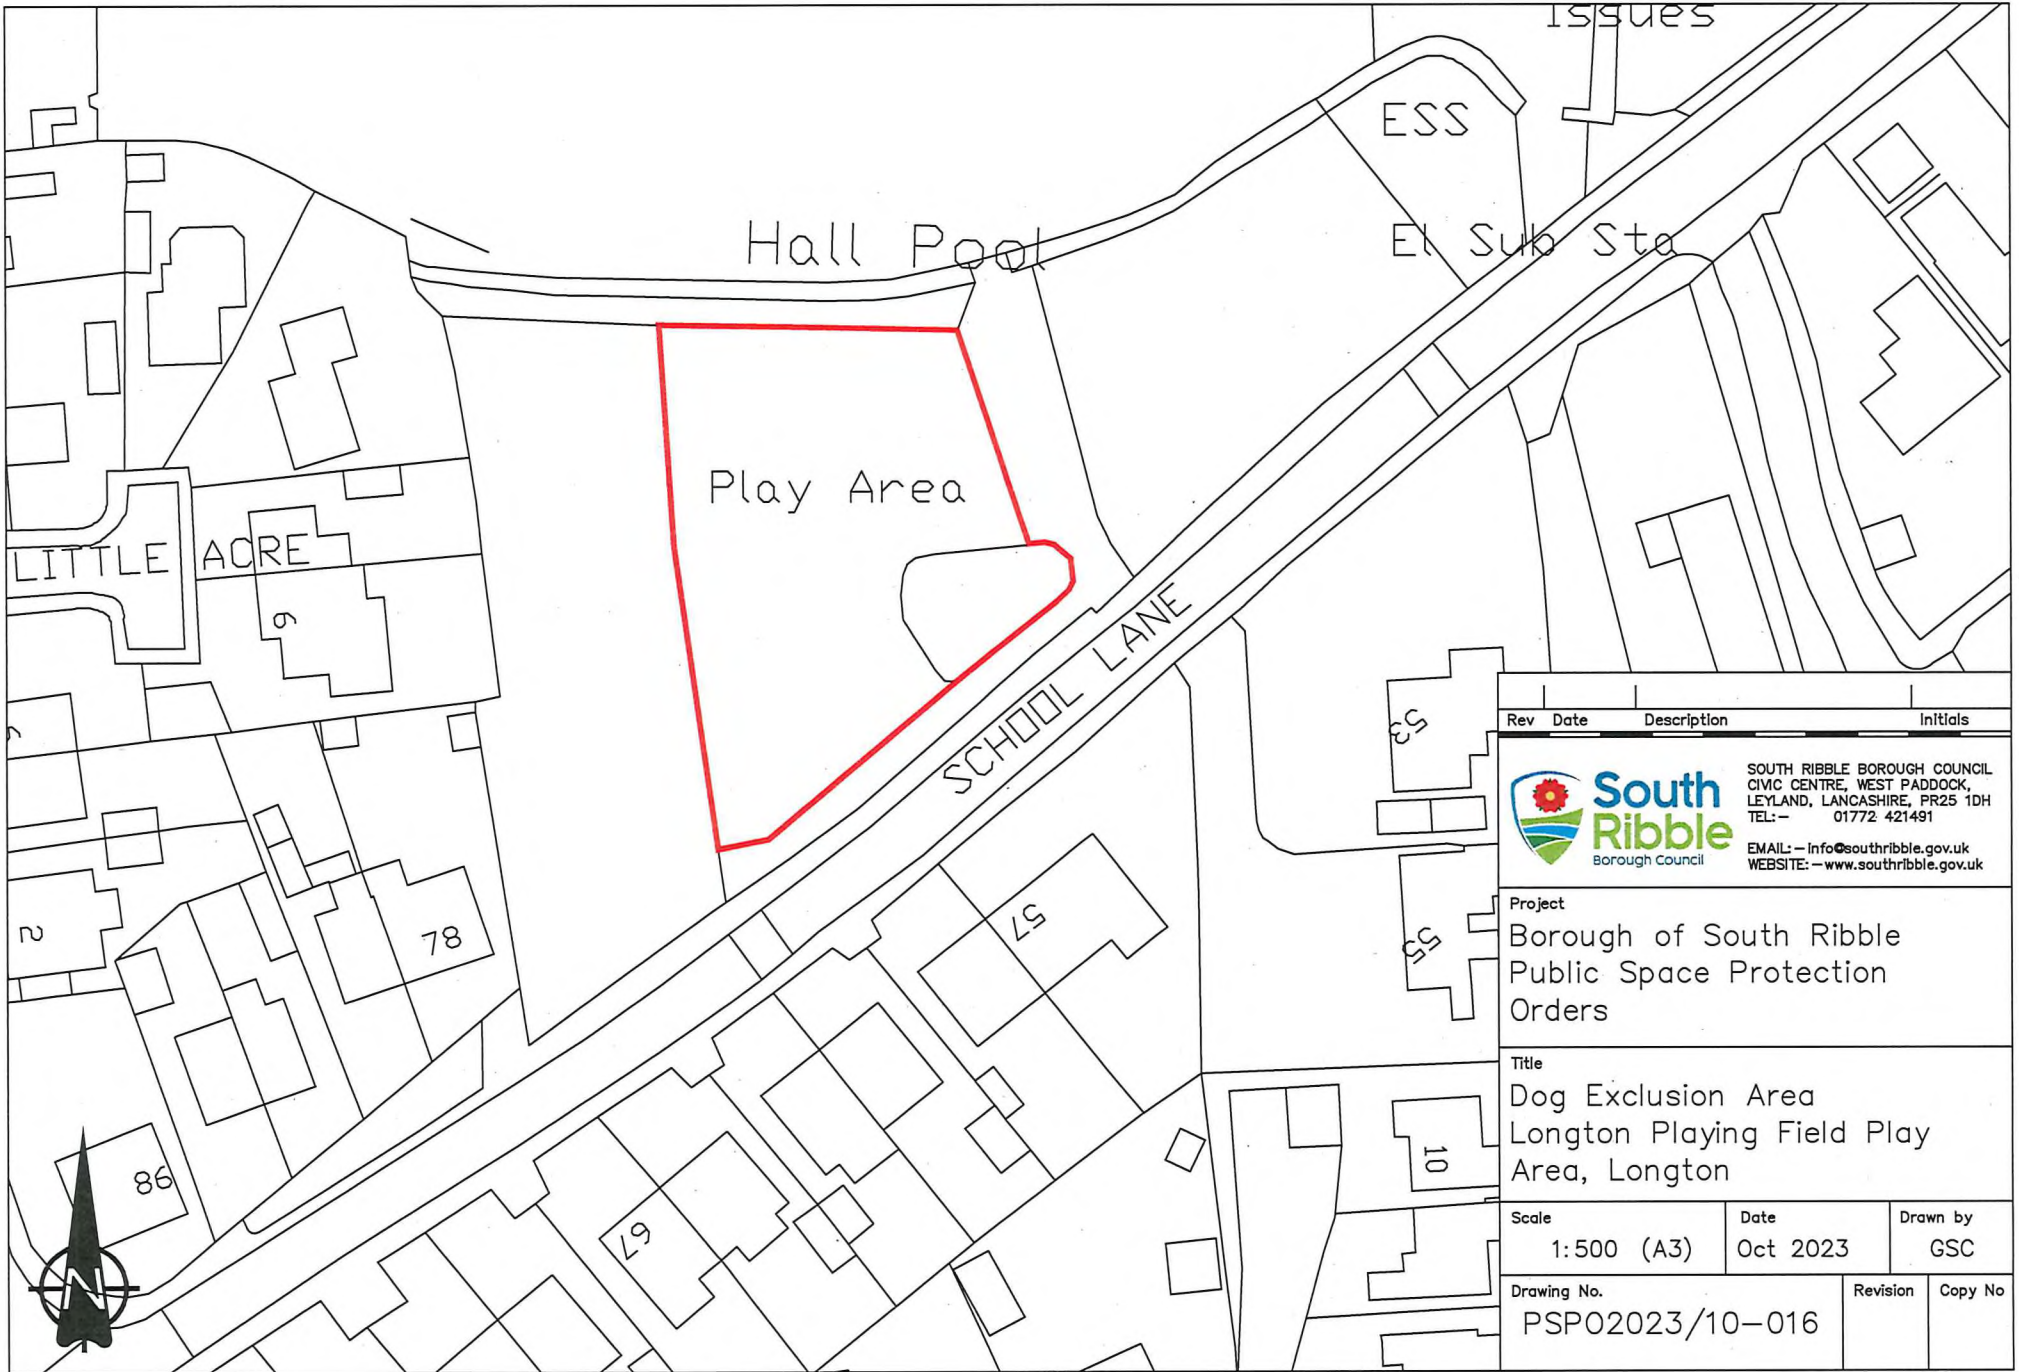 Issues
ESS
Hall Pool
El Sub Sta
Play Area
LITTLE ACRE
6
SCHOOL LANE
53
78
57
2
55
86
67
10
Rev Date Description Initials
South
Ribble
Borough Council
SOUTH RIBBLE BOROUGH COUNCIL
CIVIC CENTRE, WEST PADDOCK,
LEYLAND, LANCASHIRE, PR25 1DH
TEL:- 01772 421491
EMAIL:-info@southribble.gov.uk
WEBSITE:-www.southribble.gov.uk
Project
Borough of South Ribble
Public Space Protection
Orders
Title
Dog Exclusion Area
Longton Playing Field Play
Area, Longton
Scale Date Drawn by
1:500 (A3) Oct 2023 GSC
Drawing No. Revision Copy No
PSPO2023/10-016
N